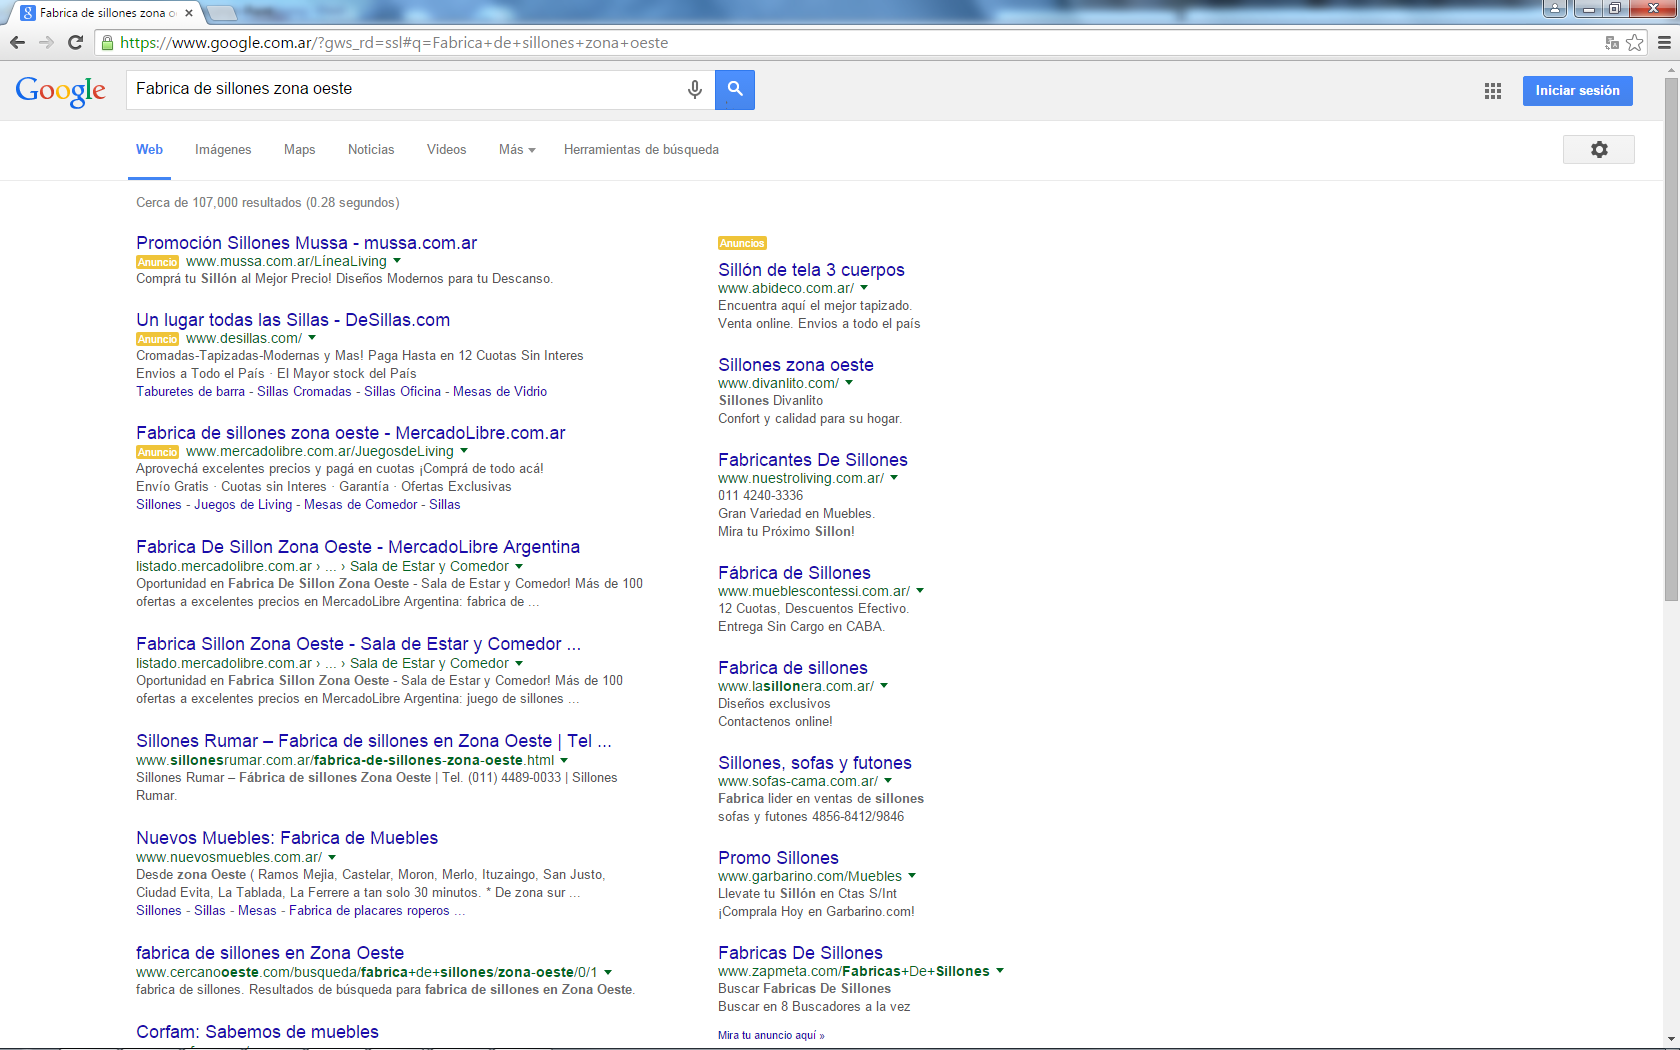 Fabrica de sillones zona o
https://www.google.com.ar/?gws_rd=ssl#q=Fabrica+de+sillones+zona+oeste
Google
Fabrica de sillones zona oeste
Iniciar sesión
Web Imágenes Maps Noticias Videos Más Herramientas de búsqueda
Cerca de 107,000 resultados (0.28 segundos)
Promoción Sillones Mussa - mussa.com.ar
Anuncio www.mussa.com.ar/LíneaLiving
Comprá tu Sillón al Mejor Precio! Diseños Modernos para tu Descanso.
Un lugar todas las Sillas - DeSillas.com
Anuncio www.desillas.com/
Cromadas-Tapizadas-Modernas y Mas! Paga Hasta en 12 Cuotas Sin Interes
Envios a Todo el País · El Mayor stock del País
Taburetes de barra - Sillas Cromadas - Sillas Oficina - Mesas de Vidrio
Fabrica de sillones zona oeste - MercadoLibre.com.ar
Anuncio www.mercadolibre.com.ar/JuegosdeLiving
Aprovechá excelentes precios y pagá en cuotas ¡Comprá de todo acá!
Envío Gratis · Cuotas sin Interes · Garantía · Ofertas Exclusivas
Sillones - Juegos de Living - Mesas de Comedor - Sillas
Fabrica De Sillon Zona Oeste - MercadoLibre Argentina
listado.mercadolibre.com.ar › ... › Sala de Estar y Comedor
Oportunidad en Fabrica De Sillon Zona Oeste - Sala de Estar y Comedor! Más de 100
ofertas a excelentes precios en MercadoLibre Argentina: fabrica de ...
Fabrica Sillon Zona Oeste - Sala de Estar y Comedor ...
listado.mercadolibre.com.ar › ... › Sala de Estar y Comedor
Oportunidad en Fabrica Sillon Zona Oeste - Sala de Estar y Comedor! Más de 100
ofertas a excelentes precios en MercadoLibre Argentina: juego de sillones ...
Sillones Rumar – Fabrica de sillones en Zona Oeste | Tel ...
www.sillonesrumar.com.ar/fabrica-de-sillones-zona-oeste.html
Sillones Rumar – Fábrica de sillones Zona Oeste | Tel. (011) 4489-0033 | Sillones
Rumar.
Nuevos Muebles: Fabrica de Muebles
www.nuevosmuebles.com.ar/
Desde zona Oeste ( Ramos Mejia, Castelar, Moron, Merlo, Ituzaingo, San Justo,
Ciudad Evita, La Tablada, La Ferrere a tan solo 30 minutos. * De zona sur ...
Sillones - Sillas - Mesas - Fabrica de placares roperos ...
fabrica de sillones en Zona Oeste
www.cercanooeste.com/busqueda/fabrica+de+sillones/zona-oeste/0/1
fabrica de sillones. Resultados de búsqueda para fabrica de sillones en Zona Oeste.
Corfam: Sabemos de muebles
Anuncios
Sillón de tela 3 cuerpos
www.abideco.com.ar/
Encuentra aquí el mejor tapizado.
Venta online. Envios a todo el país
Sillones zona oeste
www.divanlito.com/
Sillones Divanlito
Confort y calidad para su hogar.
Fabricantes De Sillones
www.nuestroliving.com.ar/
011 4240-3336
Gran Variedad en Muebles.
Mira tu Próximo Sillon!
Fábrica de Sillones
www.mueblescontessi.com.ar/
12 Cuotas, Descuentos Efectivo.
Entrega Sin Cargo en CABA.
Fabrica de sillones
www.lasillonera.com.ar/
Diseños exclusivos
Contactenos online!
Sillones, sofas y futones
www.sofas-cama.com.ar/
Fabrica lider en ventas de sillones
sofas y futones 4856-8412/9846
Promo Sillones
www.garbarino.com/Muebles
Llevate tu Sillón en Ctas S/Int
¡Compralа Hoy en Garbarino.com!
Fabricas De Sillones
www.zapmeta.com/Fabricas+De+Sillones
Buscar Fabricas De Sillones
Buscar en 8 Buscadores a la vez
Mira tu anuncio aquí »